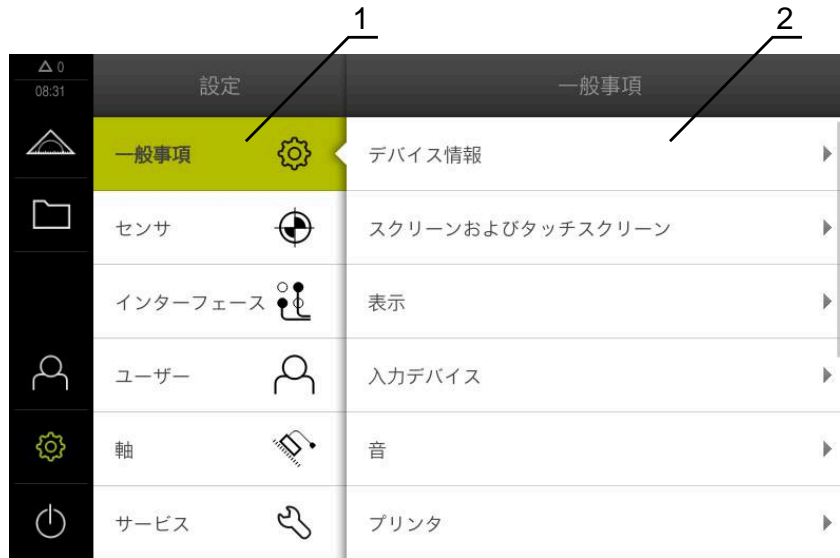 1
2
0
08:31
設定
一般事項
一般事項
センサ
インターフェース
ユーザー
軸
サービス
デバイス情報
スクリーンおよびタッチスクリーン
表示
入力デバイス
音
プリンタ